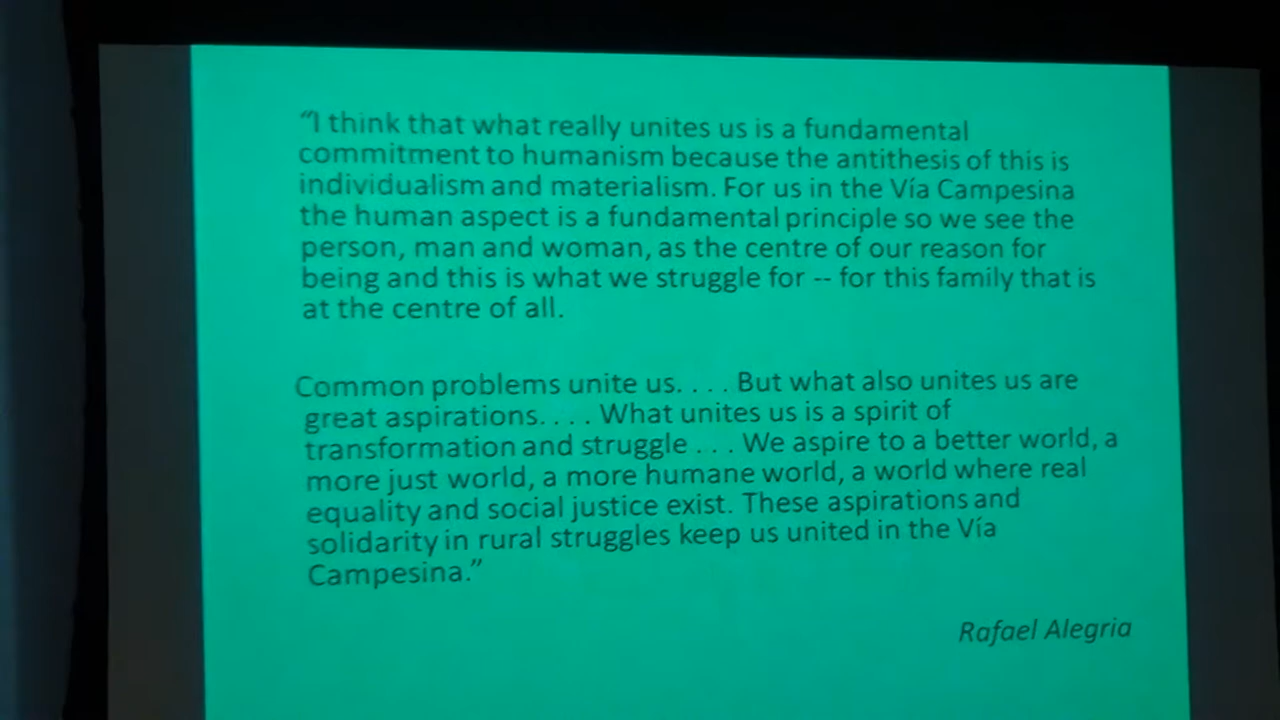 “I think that what really unites us is a fundamental
commitment to humanism because the antithesis of this is
individualism and materialism. For us in the Vía Campesina
the human aspect is a fundamental principle so we see the
person, man and woman, as the centre of our reason for
being and this is what we struggle for -- for this family that is
at the centre of all.
Common problems unite us. . . . But what also unites us are
great aspirations. . . . What unites us is a spirit of
transformation and struggle . . . We aspire to a better world, a
more just world, a more humane world, a world where real
equality and social justice exist. These aspirations and
solidarity in rural struggles keep us united in the Vía
Campesina.”
Rafael Alegria